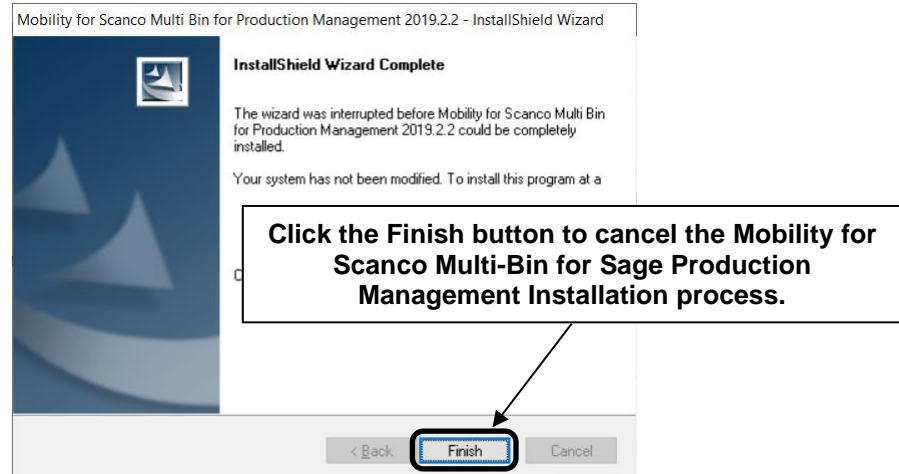 Mobility for Scanco Multi Bin for Production Management 2019.2.2 - InstallShield Wizard
InstallShield Wizard Complete
The wizard was interrupted before Mobility for Scanco Multi Bin
for Production Management 2019.2.2 could be completely
installed.
Your system has not been modified. To install this program at a
Click the Finish button to cancel the Mobility for
Scanco Multi-Bin for Sage Production
Management Installation process.
< Back
Finish
Cancel